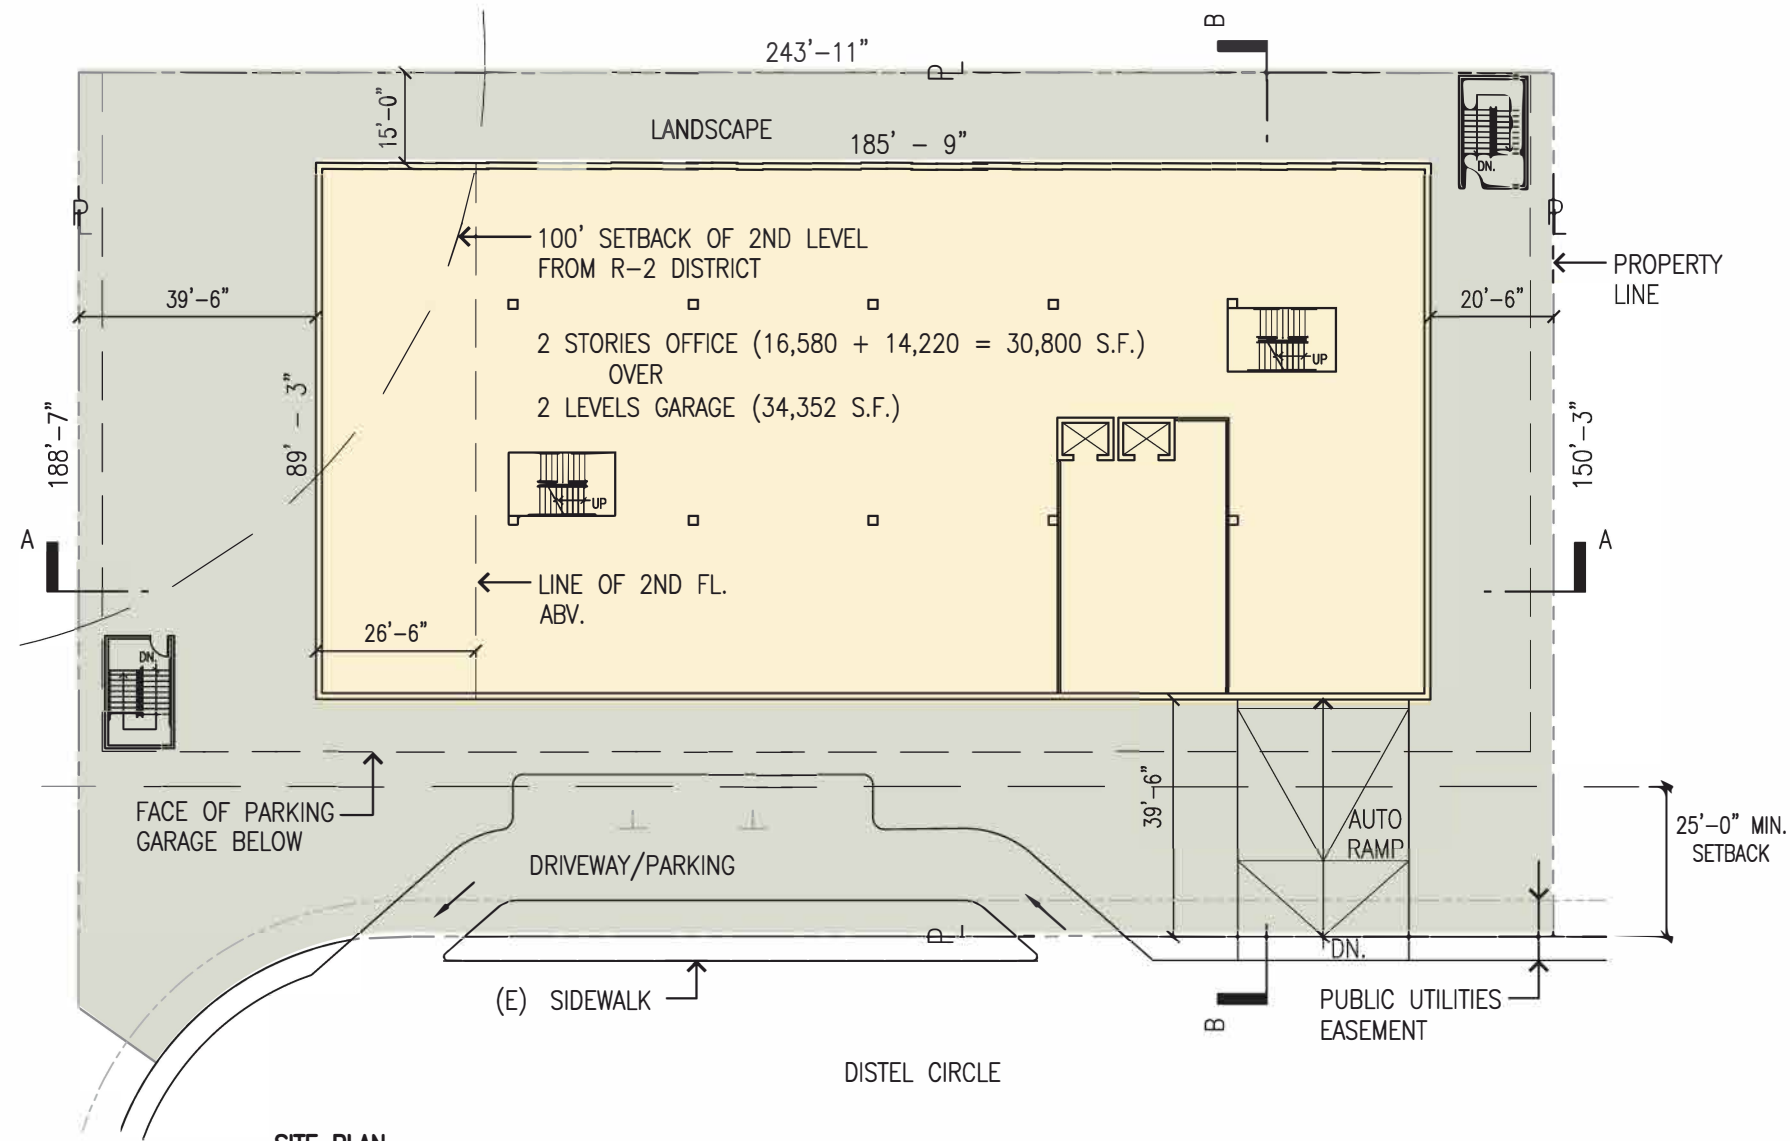 B
243'-11"
PL
15'-0"
LANDSCAPE
185' - 9"
DN.
PL
PL
100' SETBACK OF 2ND LEVEL
FROM R-2 DISTRICT
PROPERTY
LINE
39'-6"
20'-6"
2 STORIES OFFICE (16,580 + 14,220 = 30,800 S.F.)
OVER
2 LEVELS GARAGE (34,352 S.F.)
UP
89' - 3"
188'-7"
150'-3"
UP
A
A
LINE OF 2ND FL.
ABV.
26'-6"
DN.
39'-6"
FACE OF PARKING
GARAGE BELOW
AUTO
RAMP
25'-0" MIN.
SETBACK
DRIVEWAY/PARKING
PL
DN.
(E) SIDEWALK
PUBLIC UTILITIES
EASEMENT
B
DISTEL CIRCLE
SITE PLAN